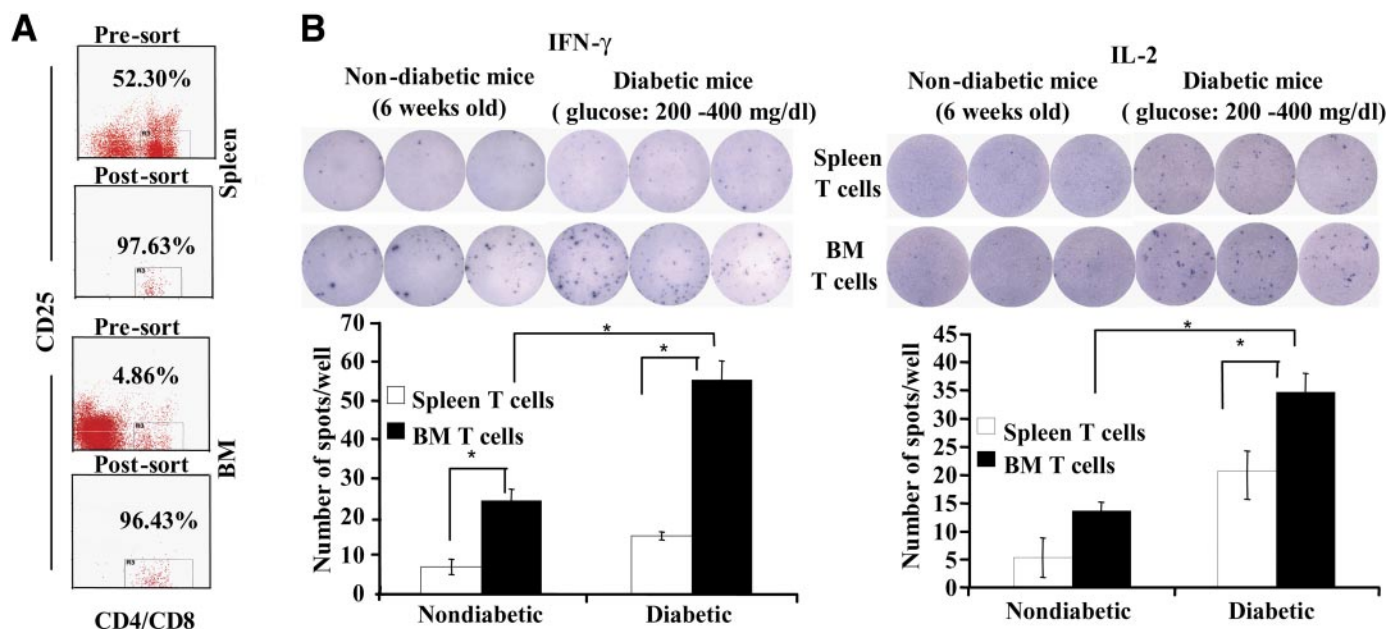 A
Pre-sort
52.30%
Post-sort
97.63%
Spleen
Pre-sort
4.86%
Post-sort
R3
96.43%
R3
BM
CD25
CD4/CD8
B
IFN-γ
Non-diabetic mice
(6 weeks old)
Diabetic mice
( glucose: 200 -400 mg/dl)
IL-2
Non-diabetic mice
(6 weeks old)
Diabetic mice
( glucose: 200 -400 mg/dl)
Spleen
T cells
BM
T cells
Number of spots/well
70
60
50
40
30
20
10
0
*
*
*
Spleen T cells
BM T cells
Nondiabetic
Diabetic
Number of spots/well
45
40
35
30
25
20
15
10
5
0
*
*
Spleen T cells
BM T cells
Nondiabetic
Diabetic